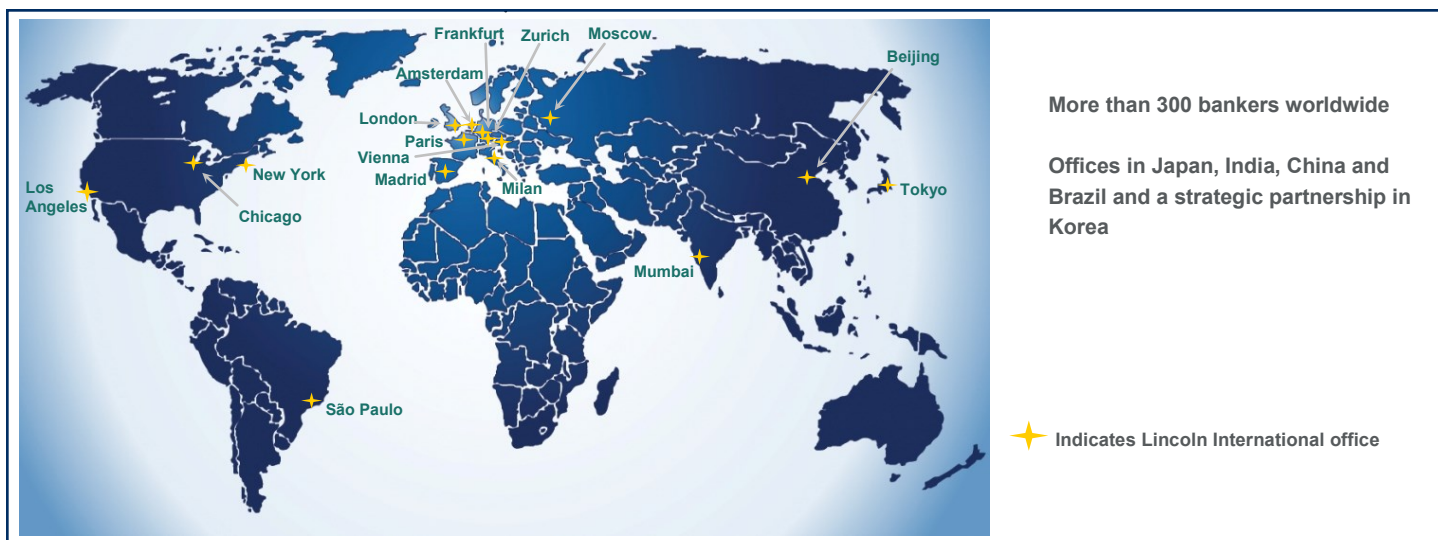 Frankfurt
Zurich
Moscow
Beijing
Amsterdam
London
Paris
Vienna
Madrid
Milan
New York
Los
Angeles
Chicago
Tokyo
Mumbai
São Paulo
More than 300 bankers worldwide
Offices in Japan, India, China and
Brazil and a strategic partnership in
Korea
Indicates Lincoln International office